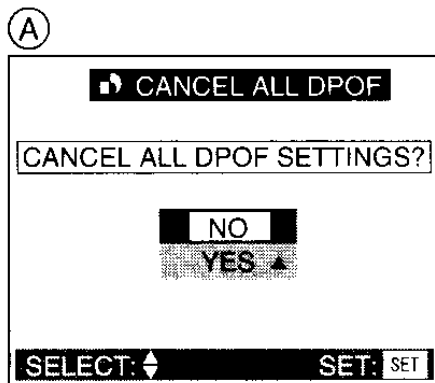 A
CANCEL ALL DPOF
CANCEL ALL DPOF SETTINGS?
NO
YES ▲
SELECT: SET: SET